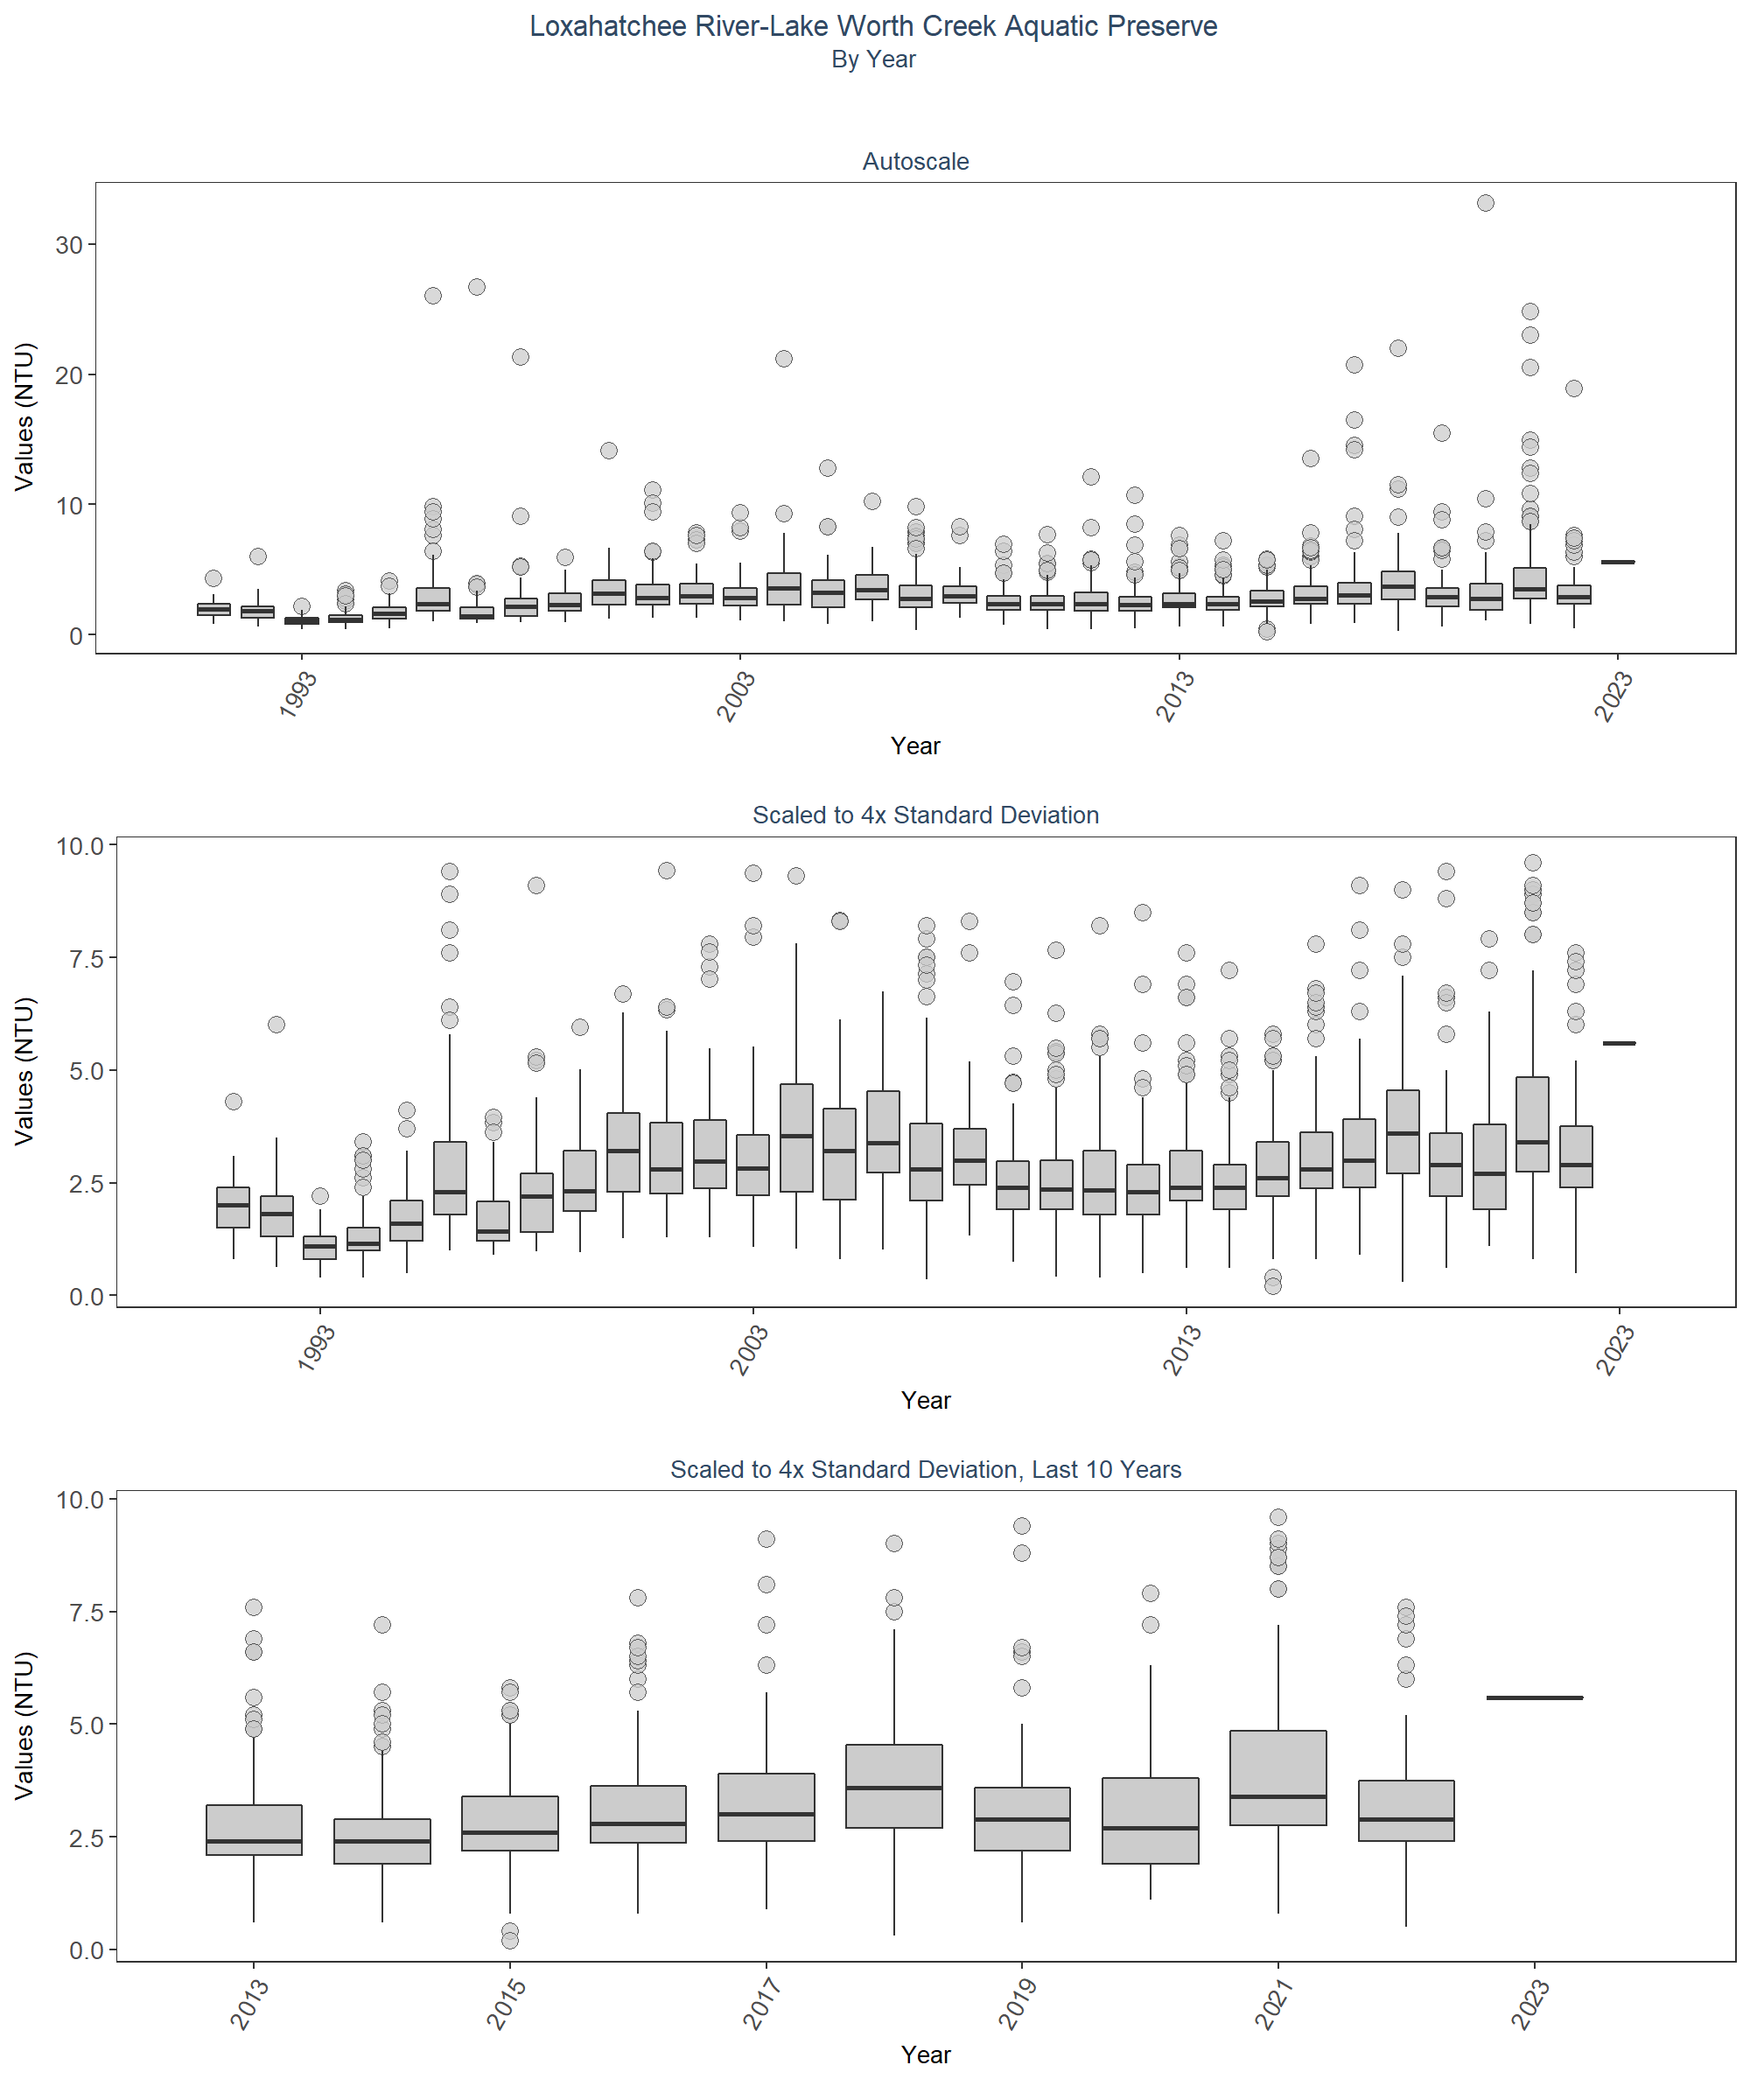 Loxahatchee River-Lake Worth Creek Aquatic Preserve
By Year
Autoscale
Values (NTU)
30
20
10
0
1993
2003
2013
2023
Year
Scaled to 4x Standard Deviation
Values (NTU)
10.0
7.5
5.0
2.5
0.0
1993
2003
2013
2023
Year
Scaled to 4x Standard Deviation, Last 10 Years
Values (NTU)
10.0
7.5
5.0
2.5
0.0
2013
2015
2017
2019
2021
2023
Year